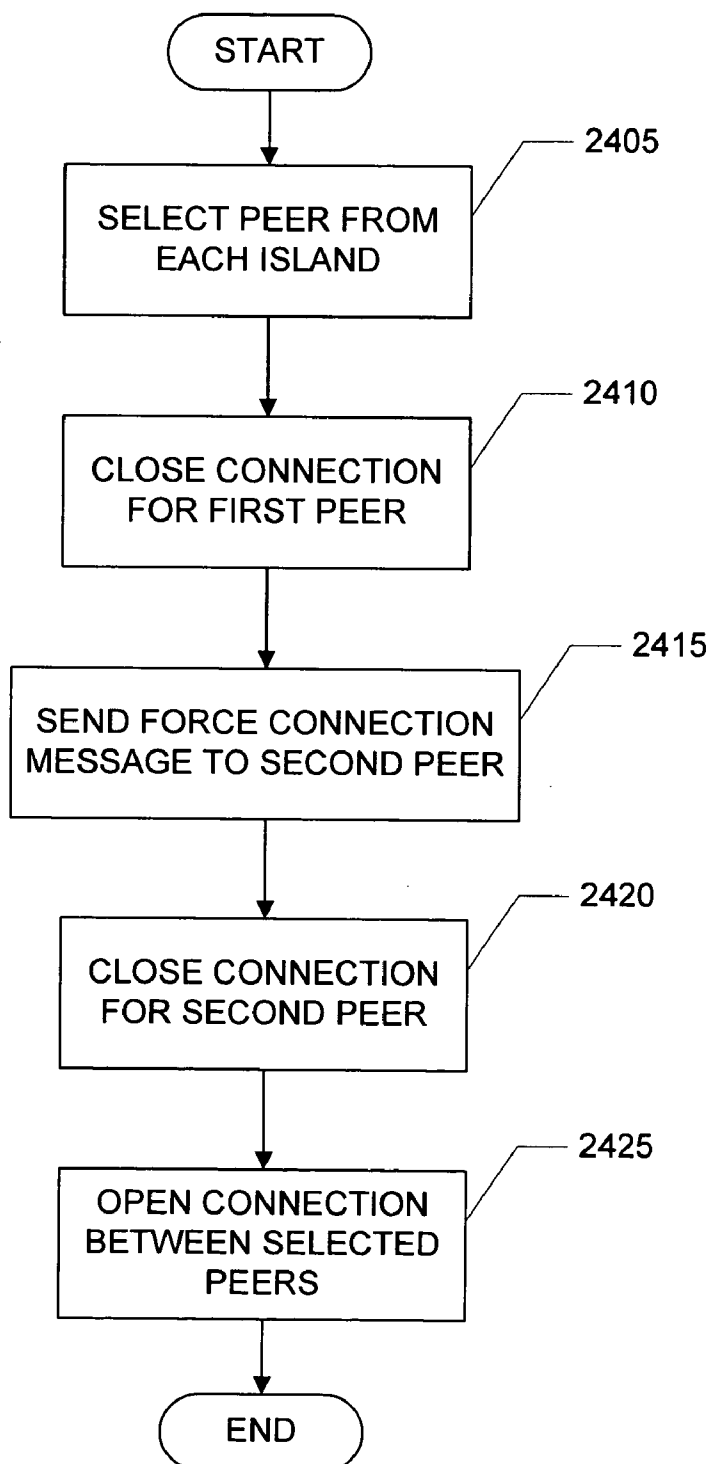 START
2405
SELECT PEER FROM
EACH ISLAND
2410
CLOSE CONNECTION
FOR FIRST PEER
2415
SEND FORCE CONNECTION
MESSAGE TO SECOND PEER
2420
CLOSE CONNECTION
FOR SECOND PEER
2425
OPEN CONNECTION
BETWEEN SELECTED
PEERS
END